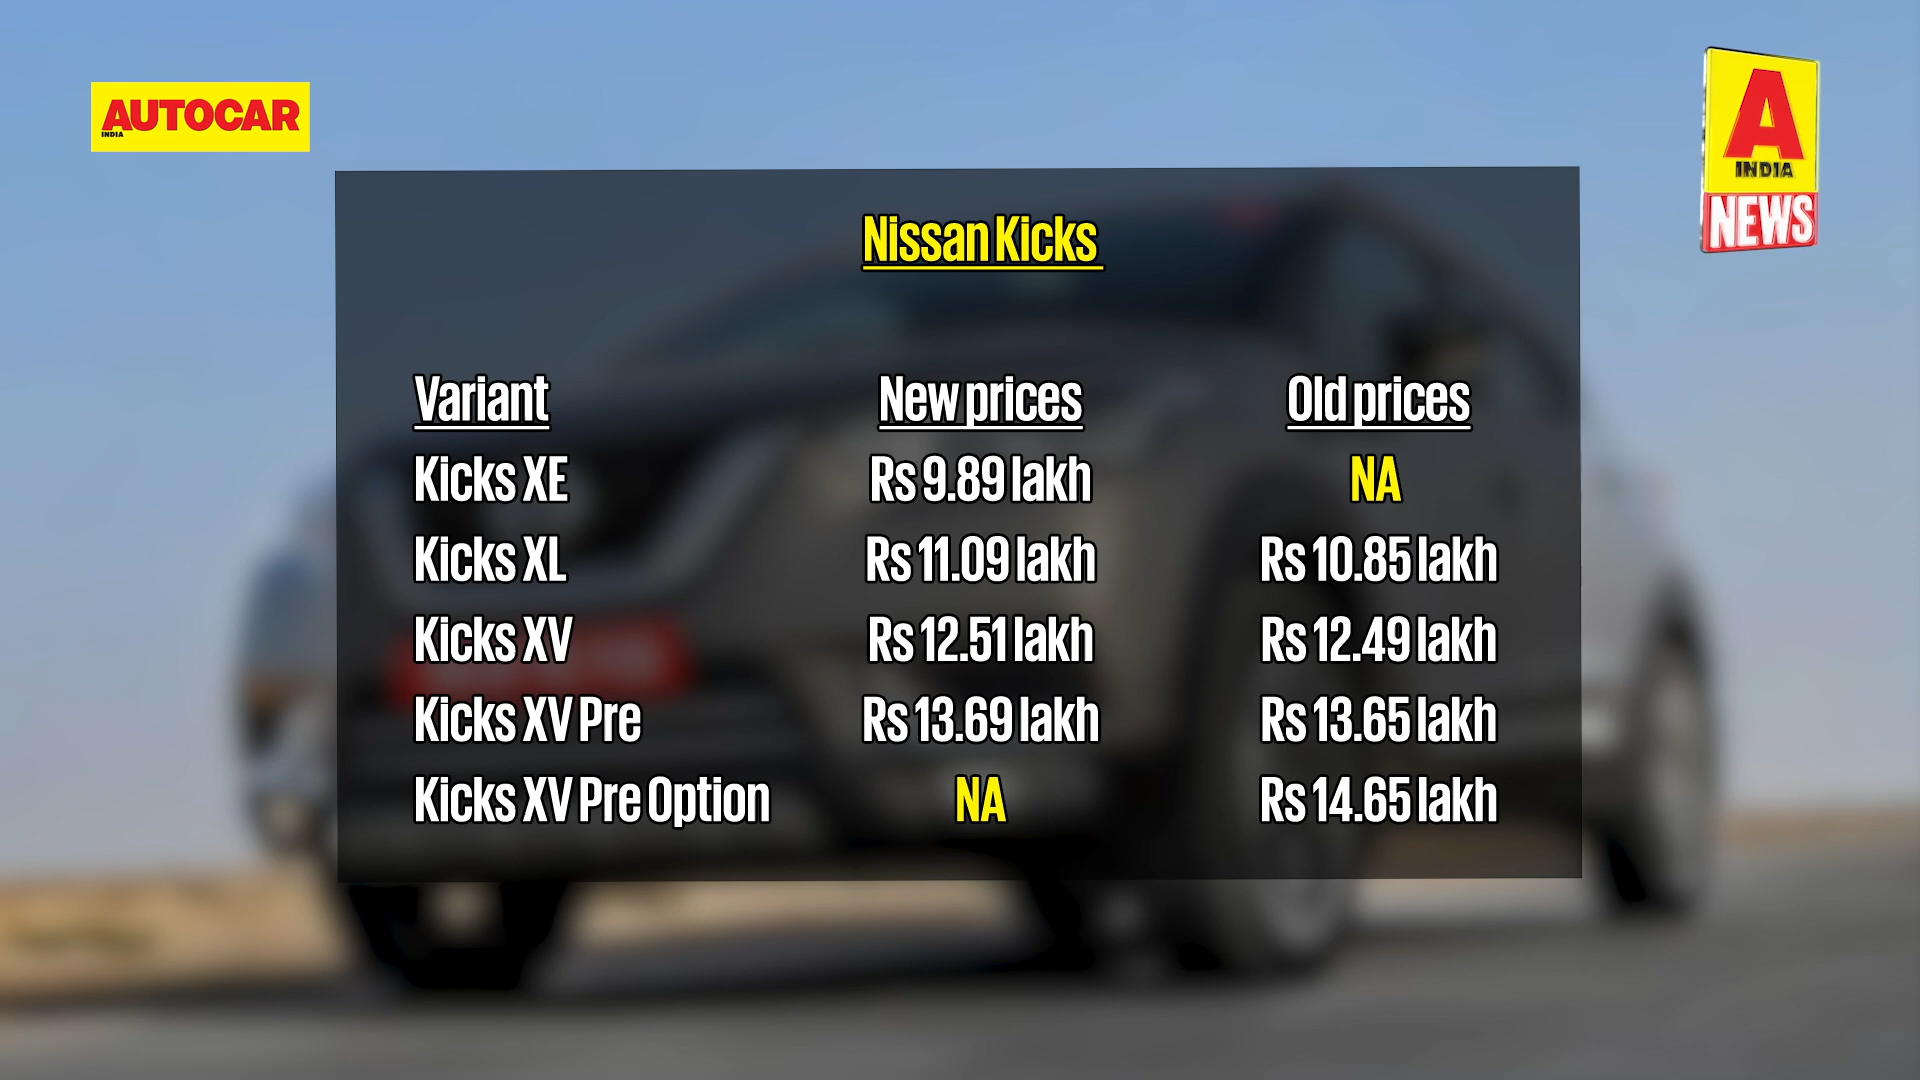 AUTOCAR
INDIA
A
INDIA
NEWS
Nissan Kicks
Variant New prices Old prices
Kicks XE Rs 9.89 lakh NA
Kicks XL Rs 11.09 lakh Rs 10.85 lakh
Kicks XV Rs 12.51 lakh Rs 12.49 lakh
Kicks XV Pre Rs 13.69 lakh Rs 13.65 lakh
Kicks XV Pre Option NA Rs 14.65 lakh